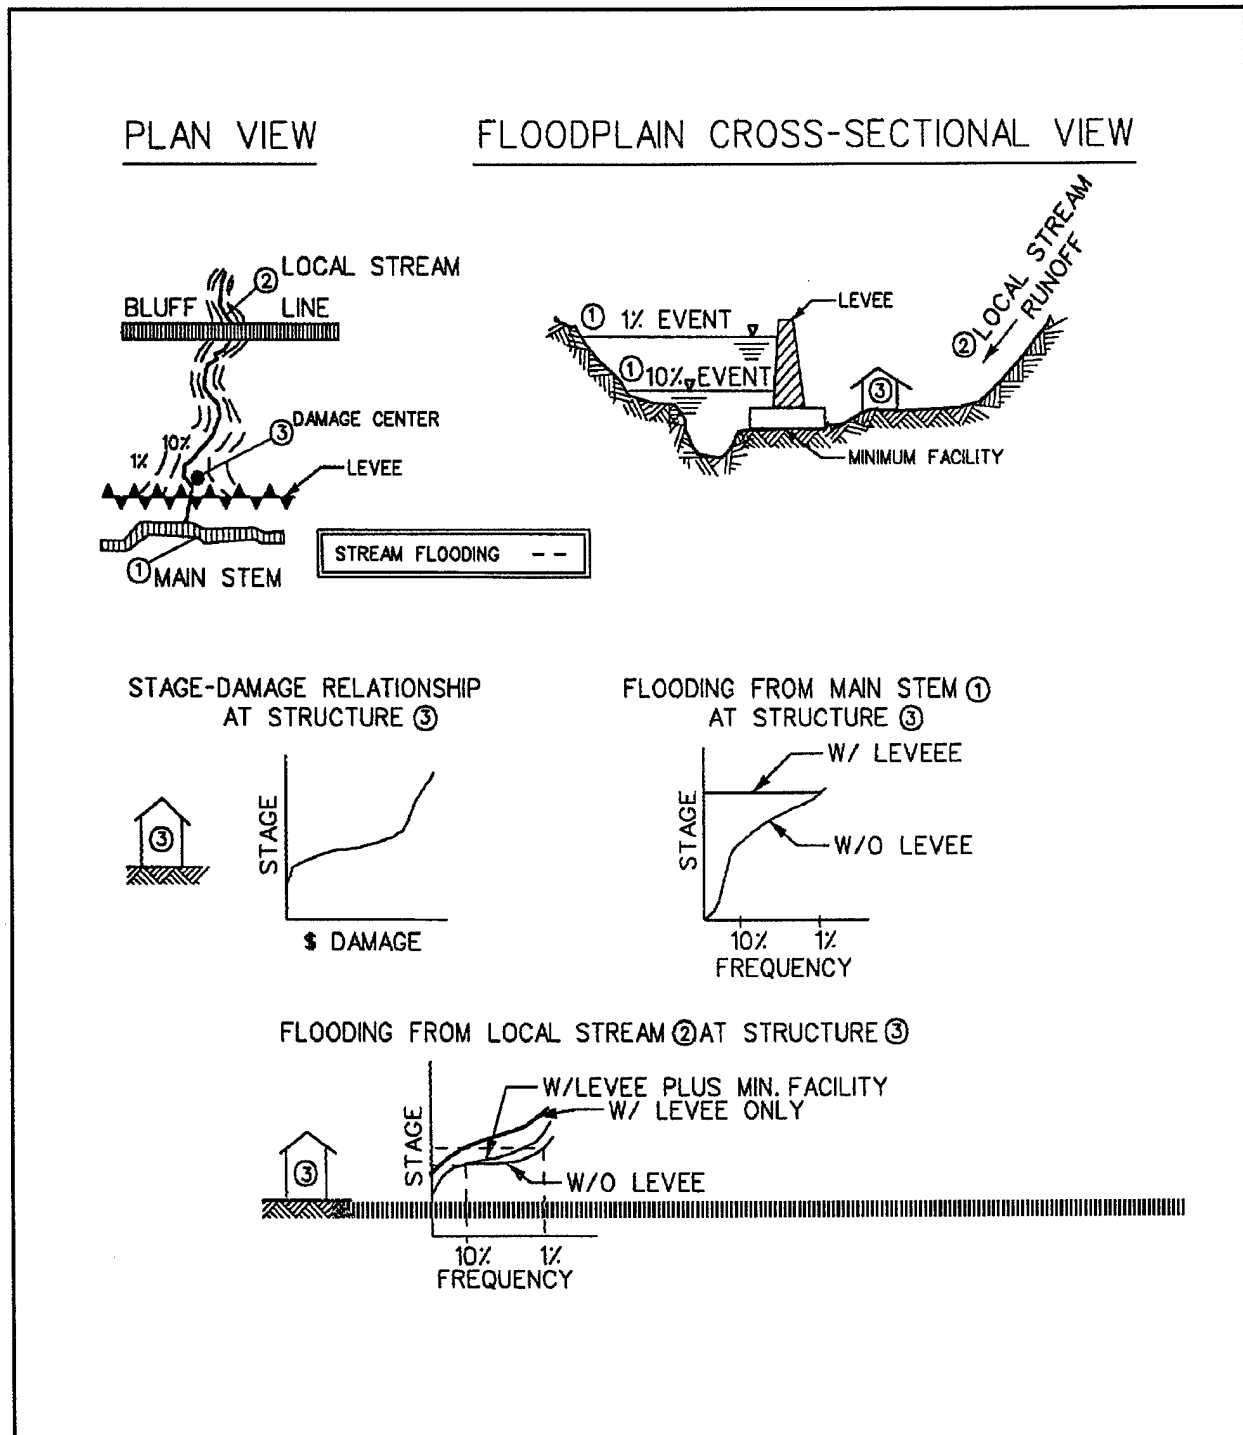 PLAN VIEW
FLOODPLAIN CROSS-SECTIONAL VIEW
② LOCAL STREAM
BLUFF LINE
③ DAMAGE CENTER
10%
1%
LEVEE
① MAIN STEM
STREAM FLOODING - -
② LOCAL STREAM
RUNOFF
LEVEE
① 1% EVENT
① 10% EVENT
③
MINIMUM FACILITY
STAGE-DAMAGE RELATIONSHIP
AT STRUCTURE ③
③
STAGE
$ DAMAGE
FLOODING FROM MAIN STEM ①
AT STRUCTURE ③
W/ LEVEEE
STAGE
W/O LEVEE
10% 1%
FREQUENCY
FLOODING FROM LOCAL STREAM ② AT STRUCTURE ③
W/LEVEE PLUS MIN. FACILITY
W/ LEVEE ONLY
STAGE
③
W/O LEVEE
10% 1%
FREQUENCY